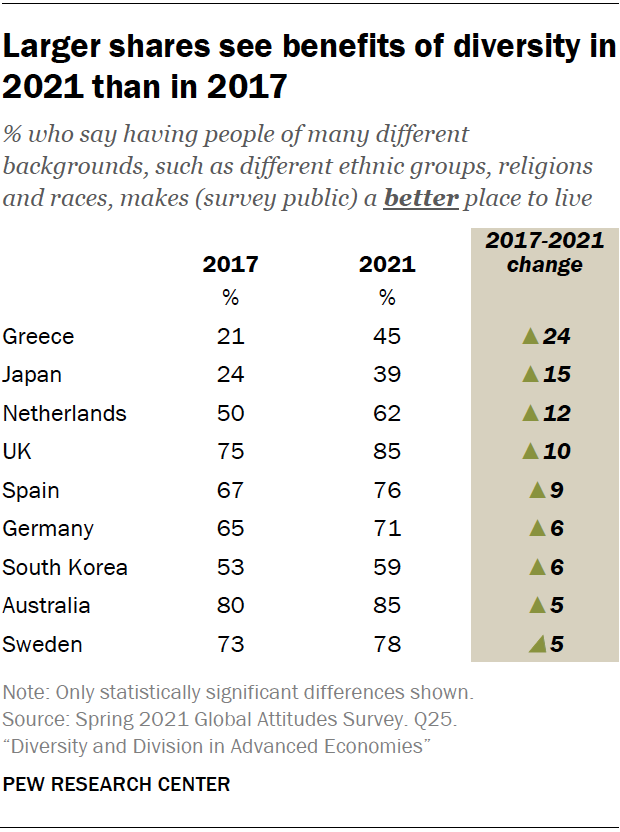 Larger shares see benefits of diversity in
2021 than in 2017
% who say having people of many different
backgrounds, such as different ethnic groups, religions
and races, makes (survey public) a better place to live
2017 2021 2017-2021
change
% %
Greece 21 45 ▲24
Japan 24 39 ▲15
Netherlands 50 62 ▲12
UK 75 85 ▲10
Spain 67 76 ▲9
Germany 65 71 ▲6
South Korea 53 59 ▲6
Australia 80 85 ▲5
Sweden 73 78 ▲5
Note: Only statistically significant differences shown.
Source: Spring 2021 Global Attitudes Survey. Q25.
“Diversity and Division in Advanced Economies”
PEW RESEARCH CENTER